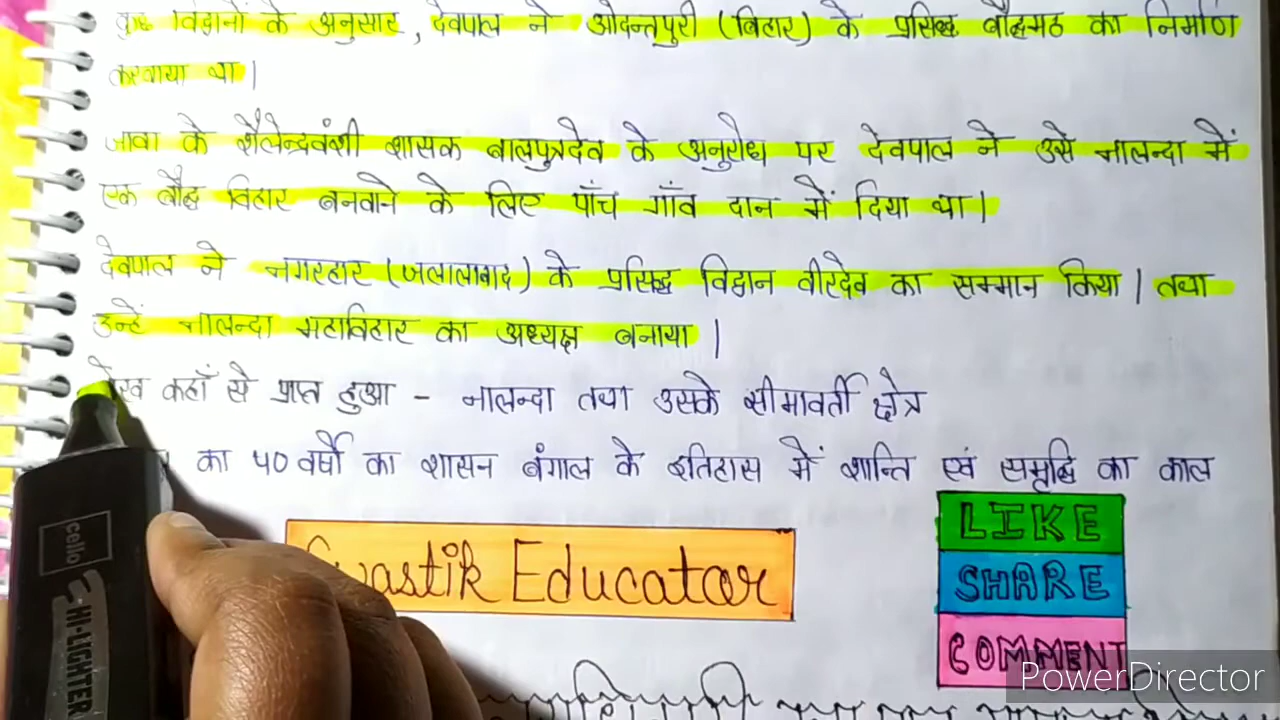 कुछ विद्वानों के अनुसार, देवपाल ने ओदन्तपुरी (बिहार) के प्रसिद्ध बौद्धमठ का निर्माण
करवाया था।
जावा के शैलेन्द्रवंशी शासक बालपुत्रदेव के अनुरोध पर देवपाल ने उसे नालन्दा में
एक बौद्ध विहार बनवाने के लिए पाँच गाँव दान में दिया था।
देवपाल ने नगरहार (जलालाबाद) के प्रसिद्ध विद्वान वीरदेव का सम्मान किया। तथा
उन्हें नालन्दा महाविहार का अध्यक्ष बनाया।
कहाँ से प्राप्त हुआ - नालन्दा तथा उसके सीमावर्ती क्षेत्र
का ५० वर्षों का शासन बंगाल के इतिहास में शान्ति एवं समृद्धि का काल
Swastik Educator
LIKE
SHARE
COMMENT
PowerDirector
cello
HI-LIGHTER